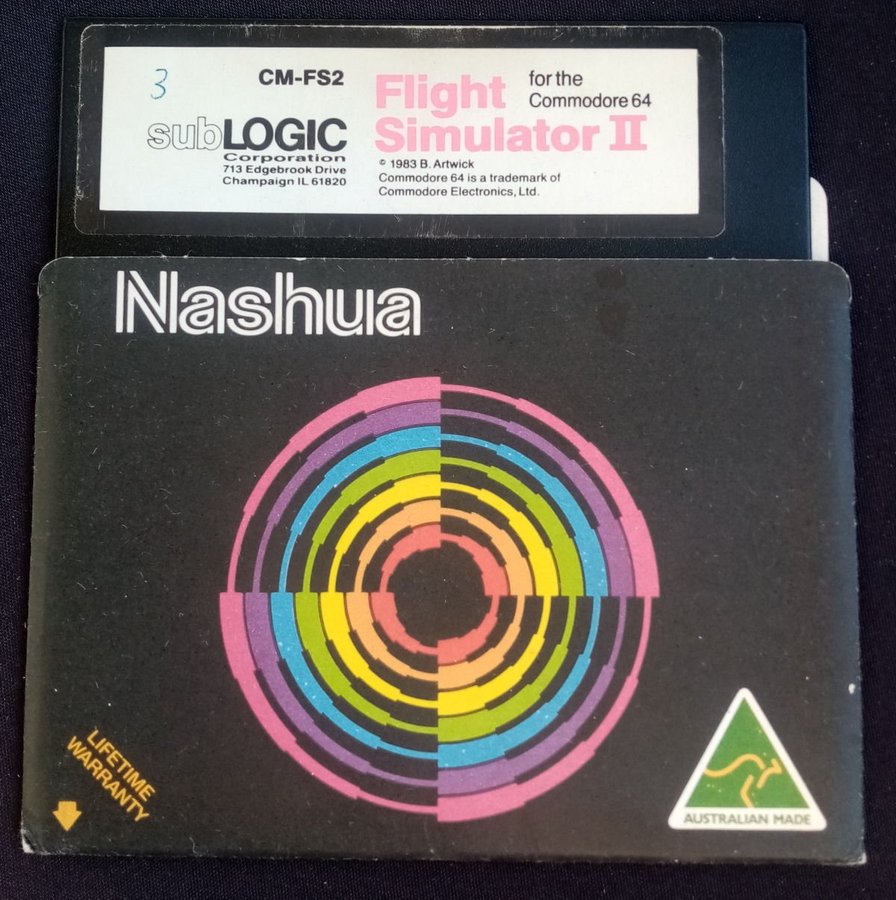 3
CM-FS2
subLOGIC
Corporation
713 Edgebrook Drive
Champaign IL 61820
Flight
Simulator II
for the
Commodore 64
© 1983 B. Artwick
Commodore 64 is a trademark of
Commodore Electronics, Ltd.
Nashua
LIFETIME
WARRANTY
AUSTRALIAN MADE